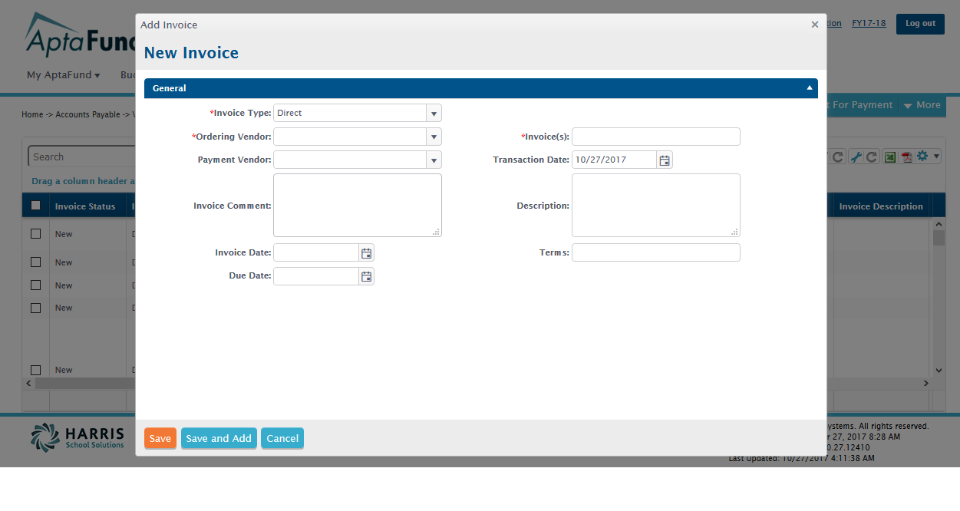 Add Invoice
New Invoice
General
*Invoice Type: Direct
*Ordering Vendor: *Invoice(s):
Payment Vendor: Transaction Date: 10/27/2017
Invoice Comment: Description:
Invoice Date: Terms:
Due Date:
Save Save and Add Cancel
AptaFund
FY17-18 Log out
My AptaFund
For Payment More
Home -> Accounts Payable ->
Search
Drag a column header
Invoice Status Invoice Description
New
New
New
New
New
HARRIS
School Solutions
ystems. All rights reserved.
27, 2017 8:28 AM
0.27.12410
Last Updated: 10/27/2017 4:11:38 AM